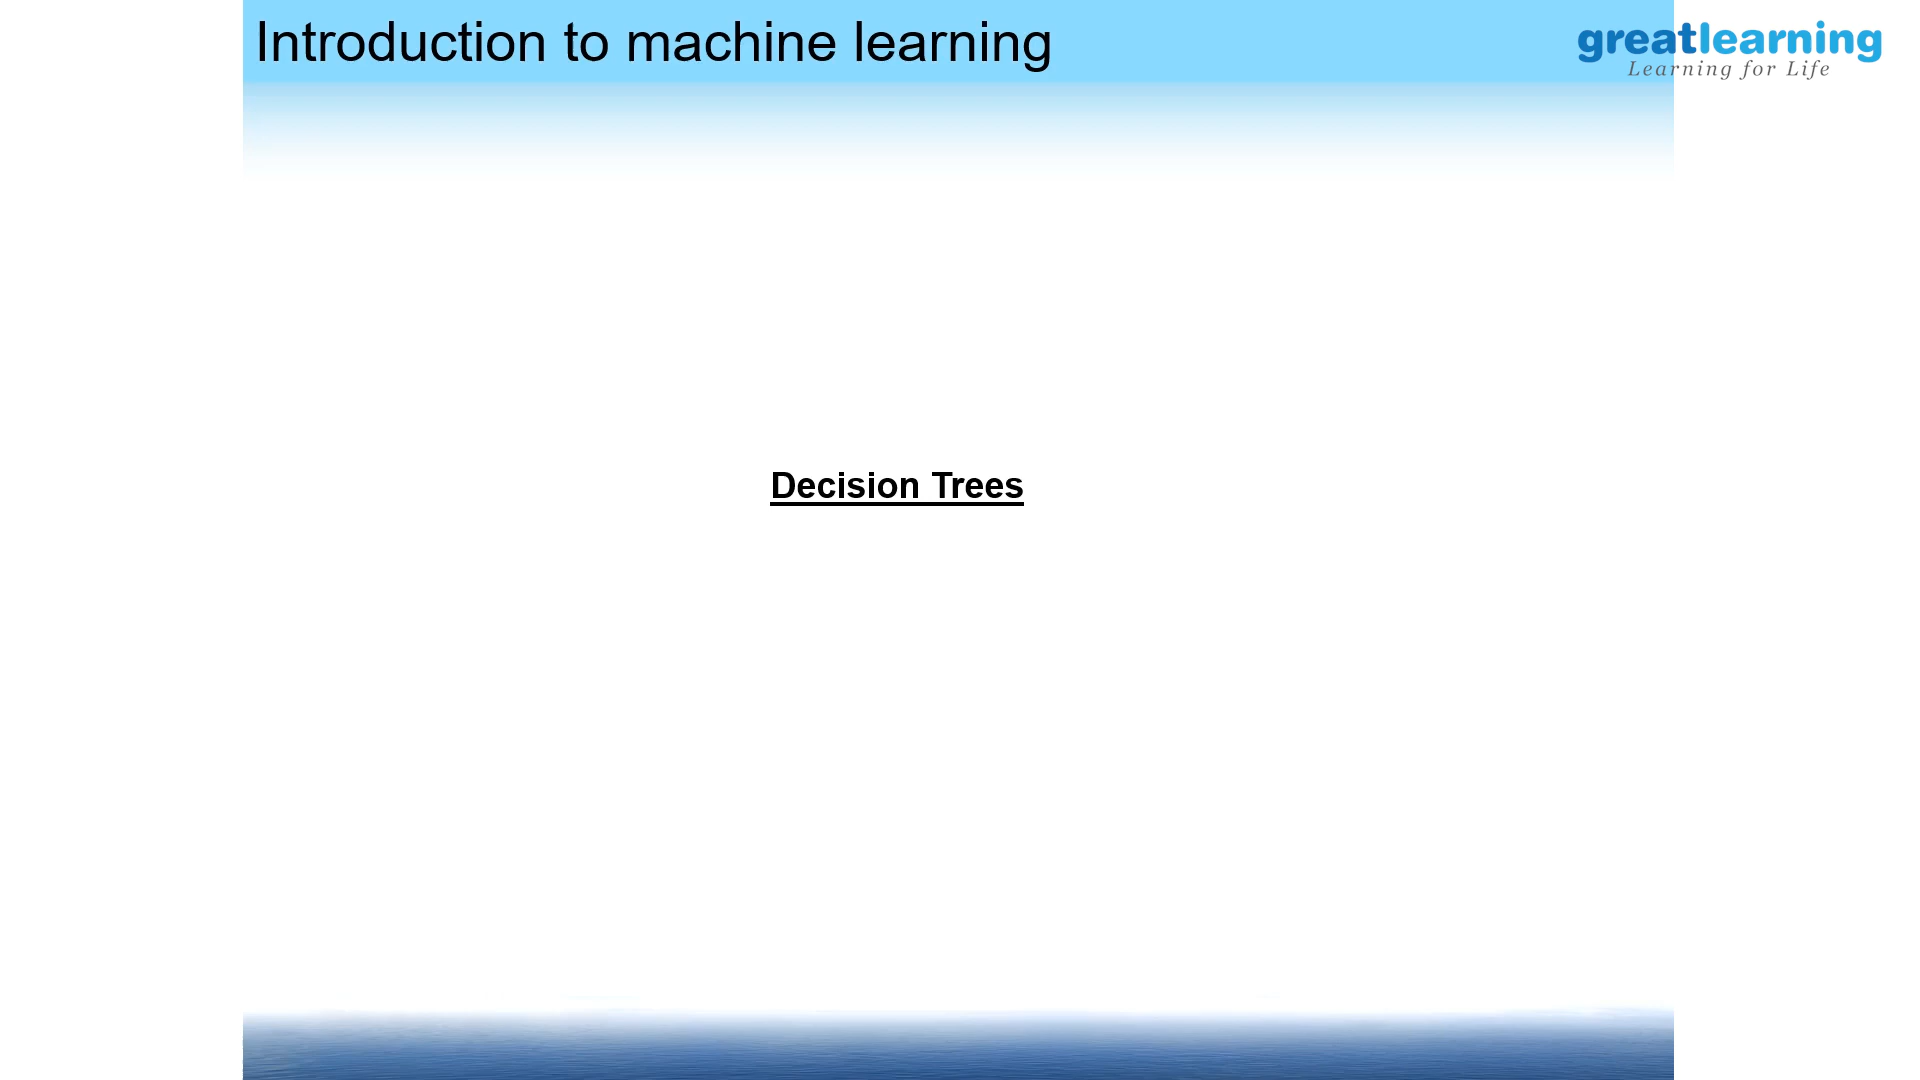 Introduction to machine learning
greatlearning
Learning for Life
Decision Trees